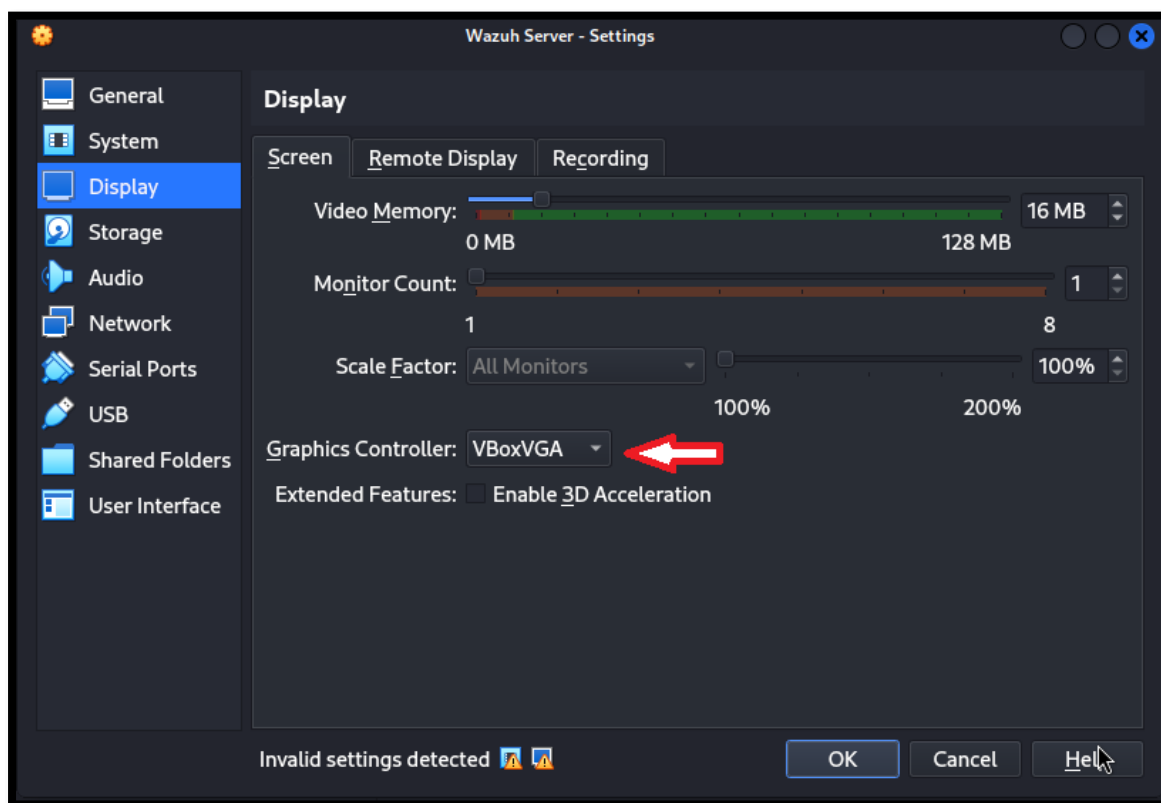 Wazuh Server - Settings
General
System
Display
Storage
Audio
Network
Serial Ports
USB
Shared Folders
User Interface
Display
Screen
Remote Display
Recording
Video Memory:
16 MB
0 MB
128 MB
Monitor Count:
1
1
8
Scale Factor:
All Monitors
100%
100%
200%
Graphics Controller:
VBoxVGA
Extended Features:
Enable 3D Acceleration
Invalid settings detected
OK
Cancel